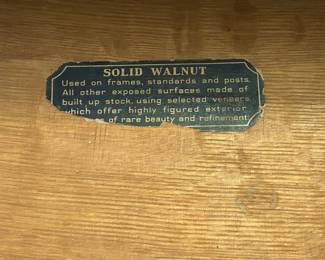 SOLID WALNUT
Used on frames, standards and posts.
All other exposed surfaces made of
built up stock, using selected veneers
which offer highly figured exterior
of rare beauty and refinement.